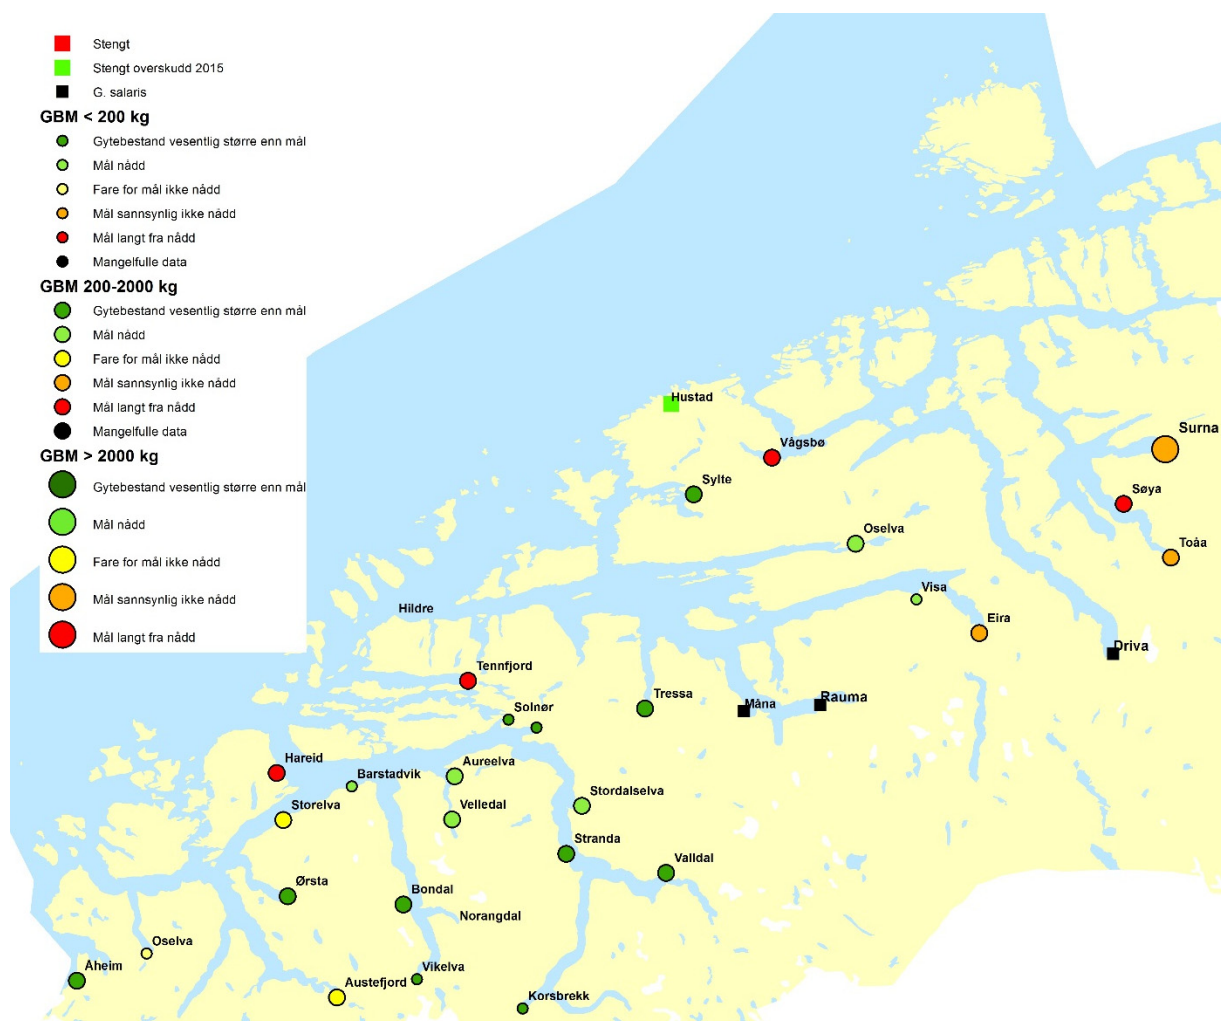 Stengt
Stengt overskudd 2015
G. salaris
GBM < 200 kg
Gytebestand vesentlig større enn mål
Mål nådd
Fare for mål ikke nådd
Mål sannsynlig ikke nådd
Mål langt fra nådd
Mangelfulle data
GBM 200-2000 kg
Gytebestand vesentlig større enn mål
Mål nådd
Fare for mål ikke nådd
Mål sannsynlig ikke nådd
Mål langt fra nådd
Mangelfulle data
GBM > 2000 kg
Gytebestand vesentlig større enn mål
Mål nådd
Fare for mål ikke nådd
Mål sannsynlig ikke nådd
Mål langt fra nådd
Hustad
Surna
Vågsbø
Sylte
Søya
Oselva
Toåa
Visa
Hildre
Eira
Driva
Tennfjord
Tressa
Måna
Rauma
Solnør
Hareid
Aureelva
Barstadvik
Storelva
Velledal
Stordalselva
Stranda
Valldal
Ørsta
Bondal
Norangdal
Oselva
Åheim
Vikelva
Austefjord
Korsbrekk